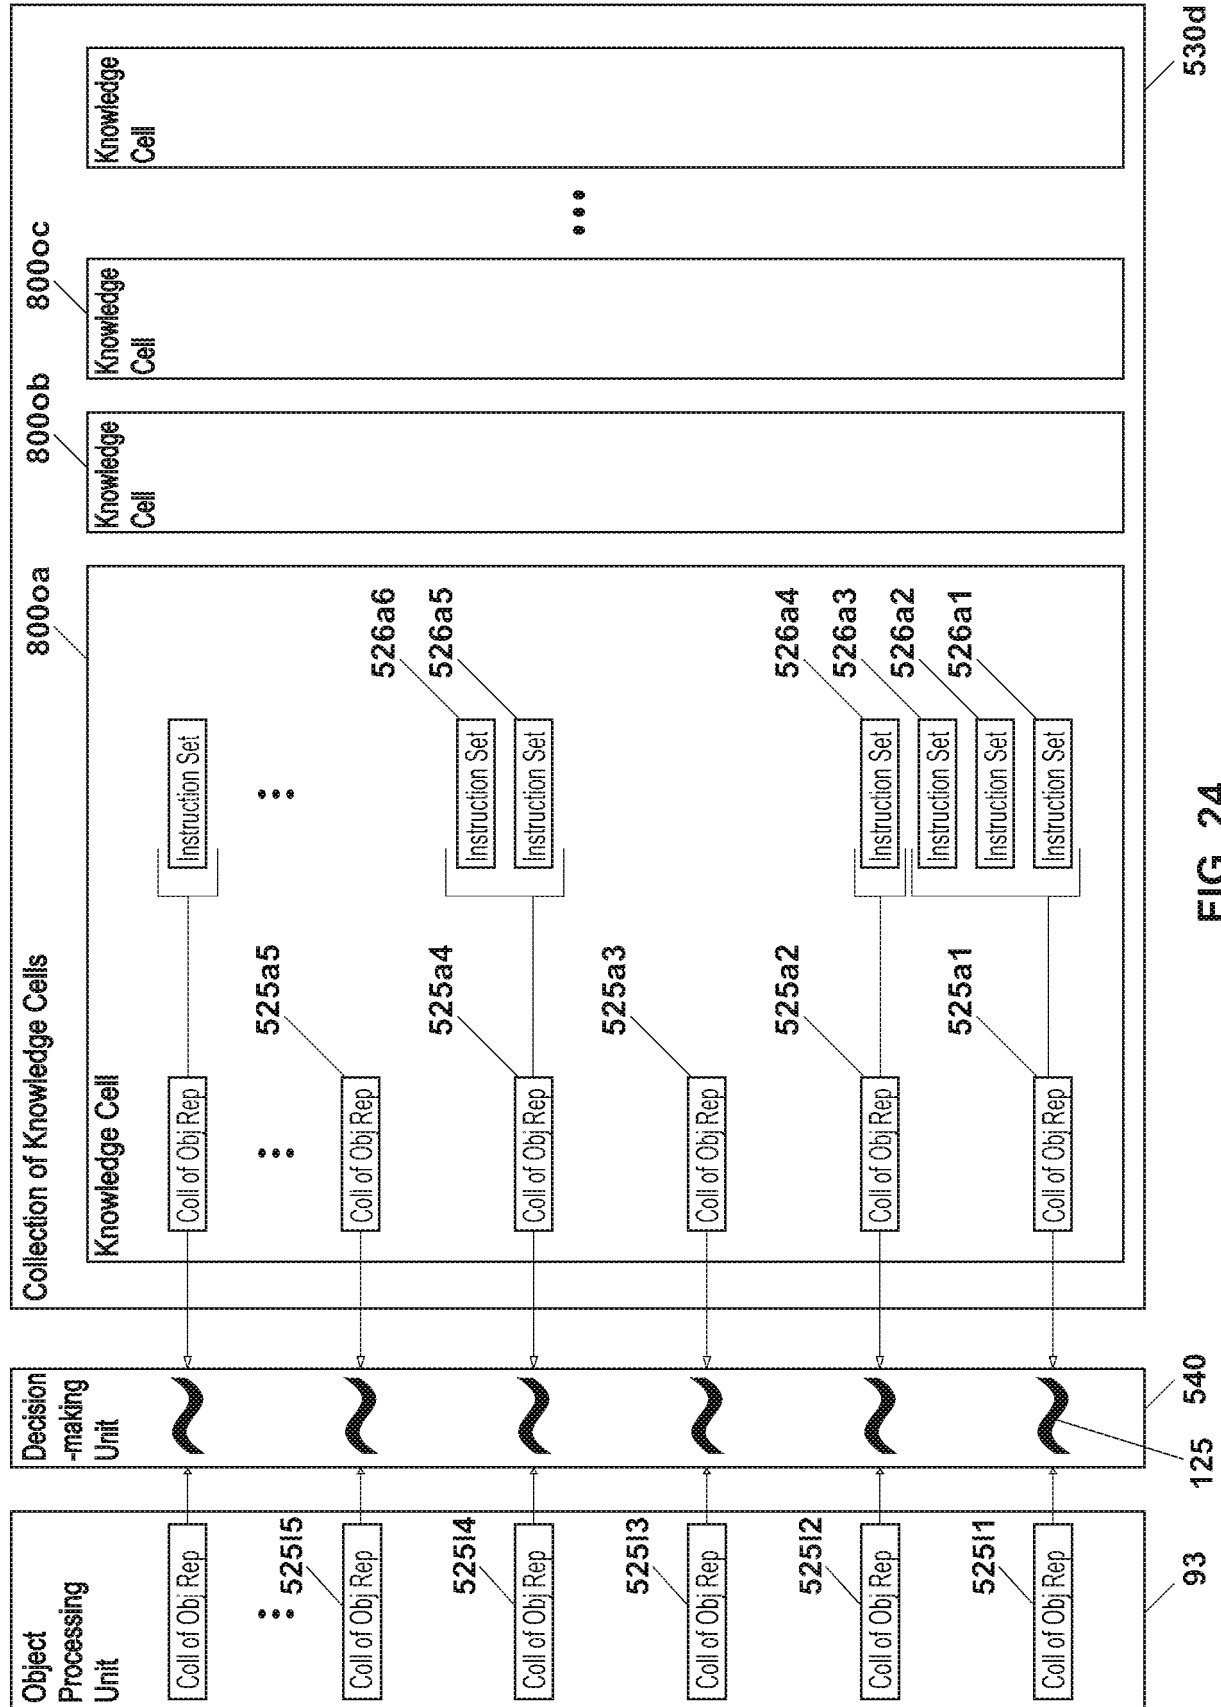 Object
Processing
Unit
Coll of Obj Rep
•••
525l5
Coll of Obj Rep
525l4
Coll of Obj Rep
525l3
Coll of Obj Rep
525l2
Coll of Obj Rep
525l1
Coll of Obj Rep
93
Decision
-making
Unit
540
125
Collection of Knowledge Cells
Knowledge Cell
800oa
Coll of Obj Rep
Instruction Set
•••
•••
525a5
Coll of Obj Rep
526a6
Instruction Set
525a4
526a5
Coll of Obj Rep
Instruction Set
525a3
Coll of Obj Rep
525a2
526a4
Coll of Obj Rep
Instruction Set
526a3
Instruction Set
526a2
Instruction Set
525a1
526a1
Coll of Obj Rep
Instruction Set
800ob
Knowledge
Cell
800oc
Knowledge
Cell
•••
Knowledge
Cell
530d
FIG. 24